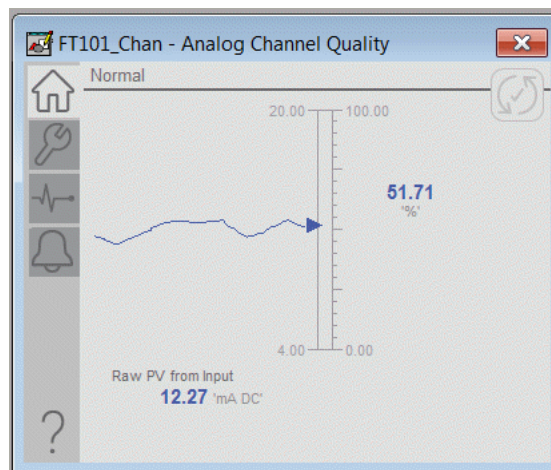 FT101_Chan - Analog Channel Quality
Normal
20.00 100.00
51.71
'%'
4.00 0.00
Raw PV from Input
12.27 'mA DC'
?